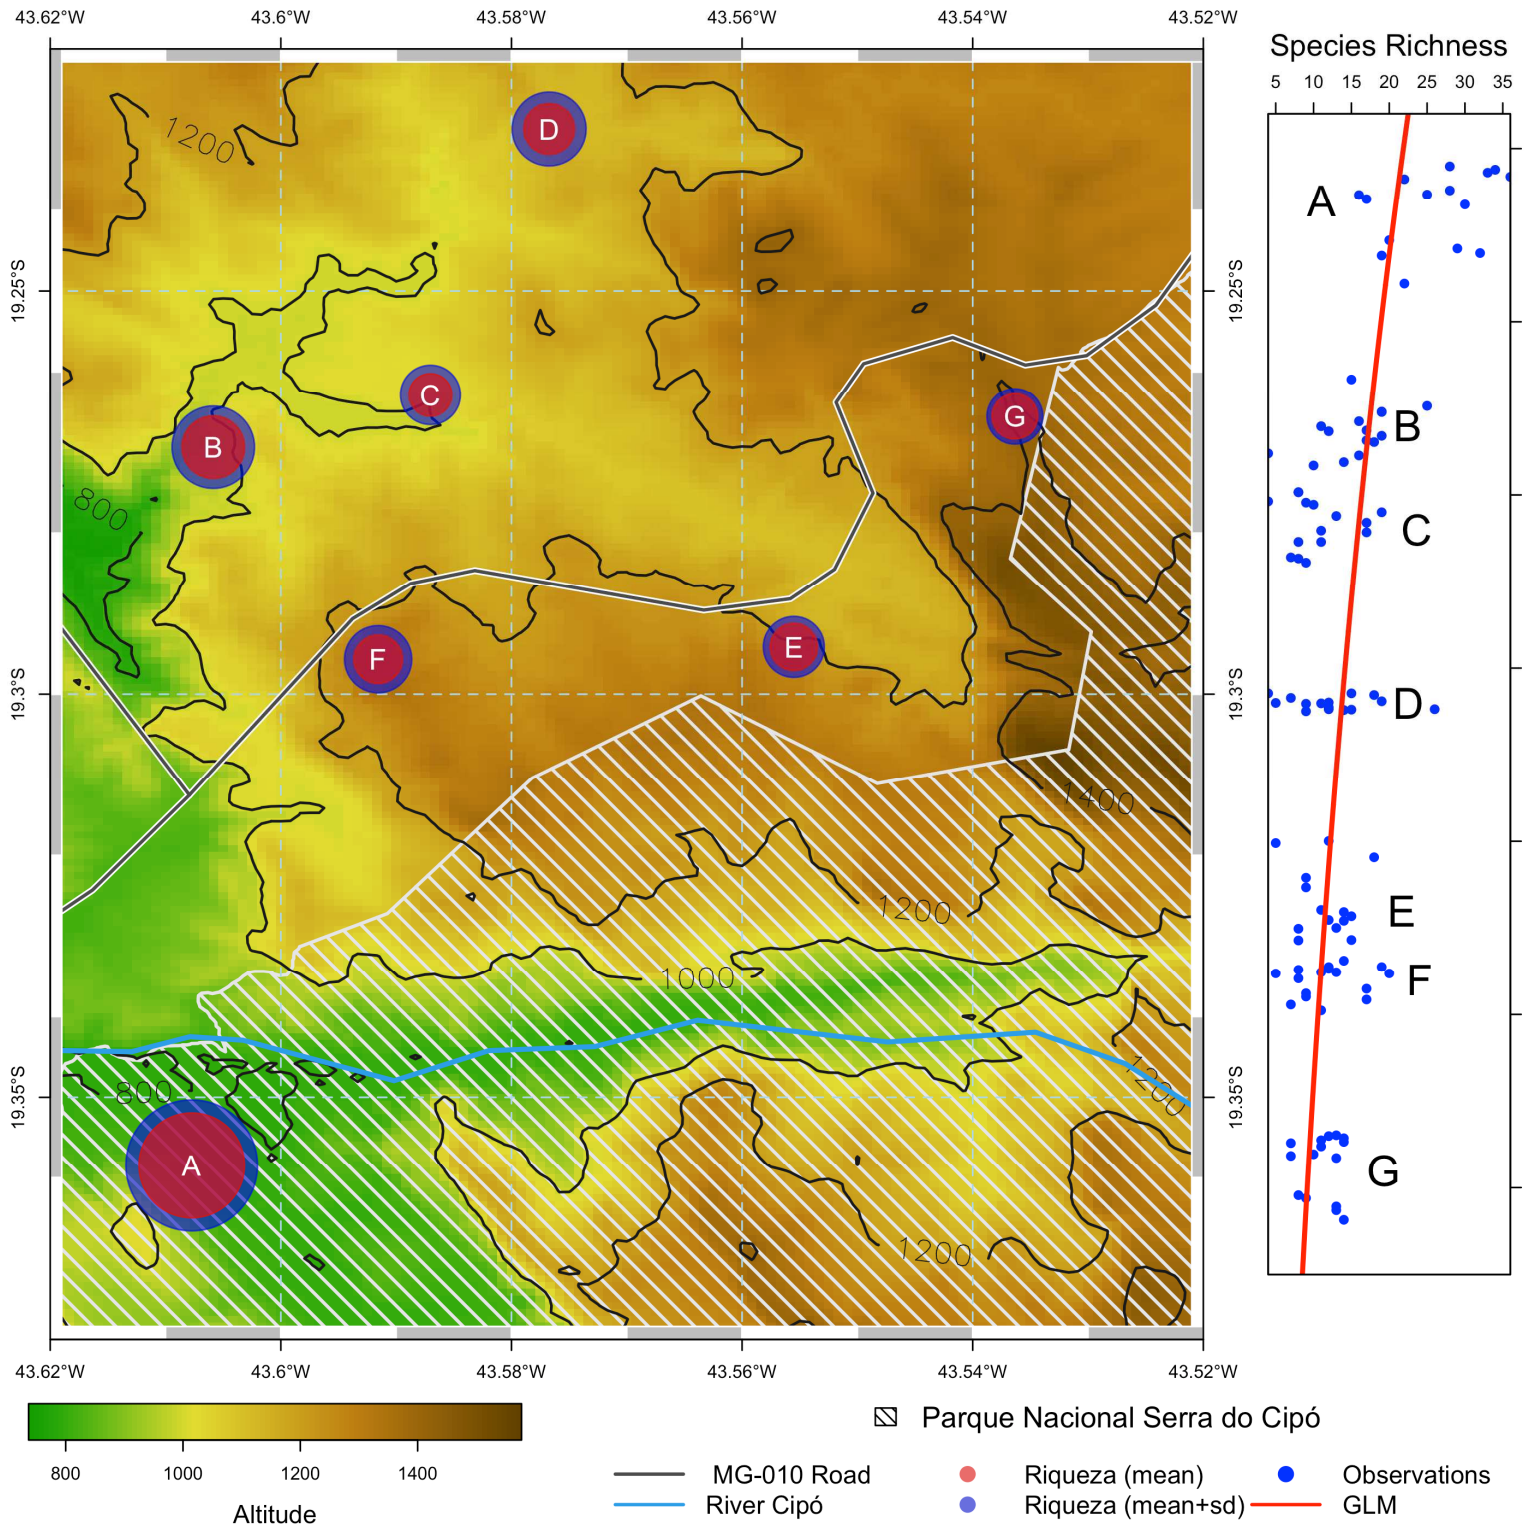 43.62°W 43.6°W 43.58°W 43.56°W 43.54°W 43.52°W
Species Richness
5 10 15 20 25 30 35
1200
D
A
19.25°S 19.25°S
C
G
B
B
800
C
E
F
19.3°S 19.3°S
D
1400
1200
E
1000
F
800
1200
19.35°S 19.35°S
A
G
1200
43.62°W 43.6°W 43.58°W 43.56°W 43.54°W 43.52°W
Parque Nacional Serra do Cipó
800 1000 1200 1400
MG-010 Road Riqueza (mean) Observations
River Cipó Riqueza (mean+sd) GLM
Altitude